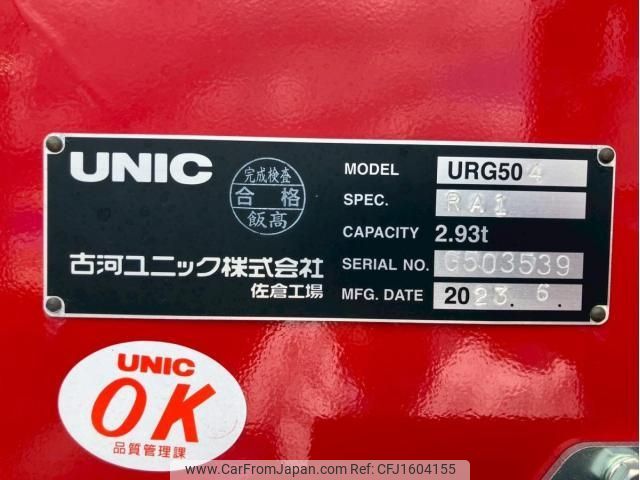 UNIC
完成検査
合格
飯高
古河ユニック株式会社
佐倉工場
MODEL URG504
SPEC. RA1
CAPACITY 2.93t
SERIAL NO. G503539
MFG. DATE 2023.6.
UNIC
OK
品質管理課
www.CarFromJapan.com | ID: CFJ1604155